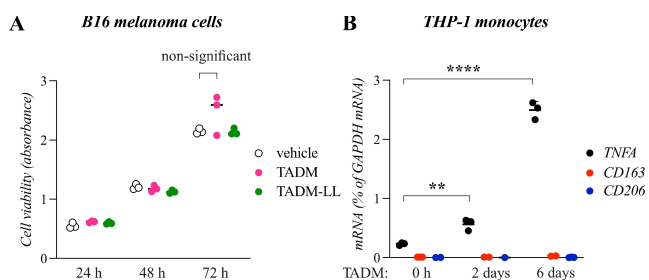 A
B16 melanoma cells
non-significant
Cell viability (absorbance)
3
2
1
0
24 h 48 h 72 h
vehicle
TADM
TADM-LL
B
THP-1 monocytes
****
**
mRNA (% of GAPDH mRNA)
3
2
1
0
TADM: 0 h 2 days 6 days
TNFA
CD163
CD206